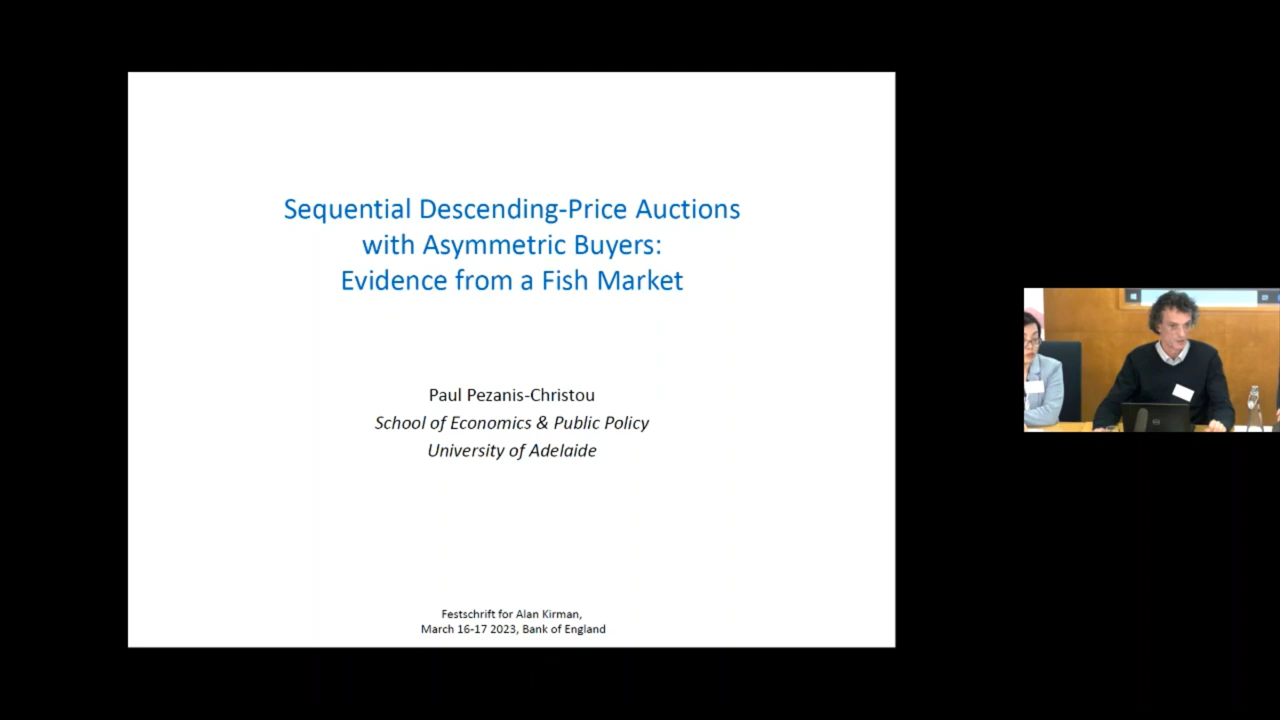 Sequential Descending-Price Auctions
with Asymmetric Buyers:
Evidence from a Fish Market
Paul Pezanis-Christou
School of Economics & Public Policy
University of Adelaide
Festschrift for Alan Kirman,
March 16-17 2023, Bank of England